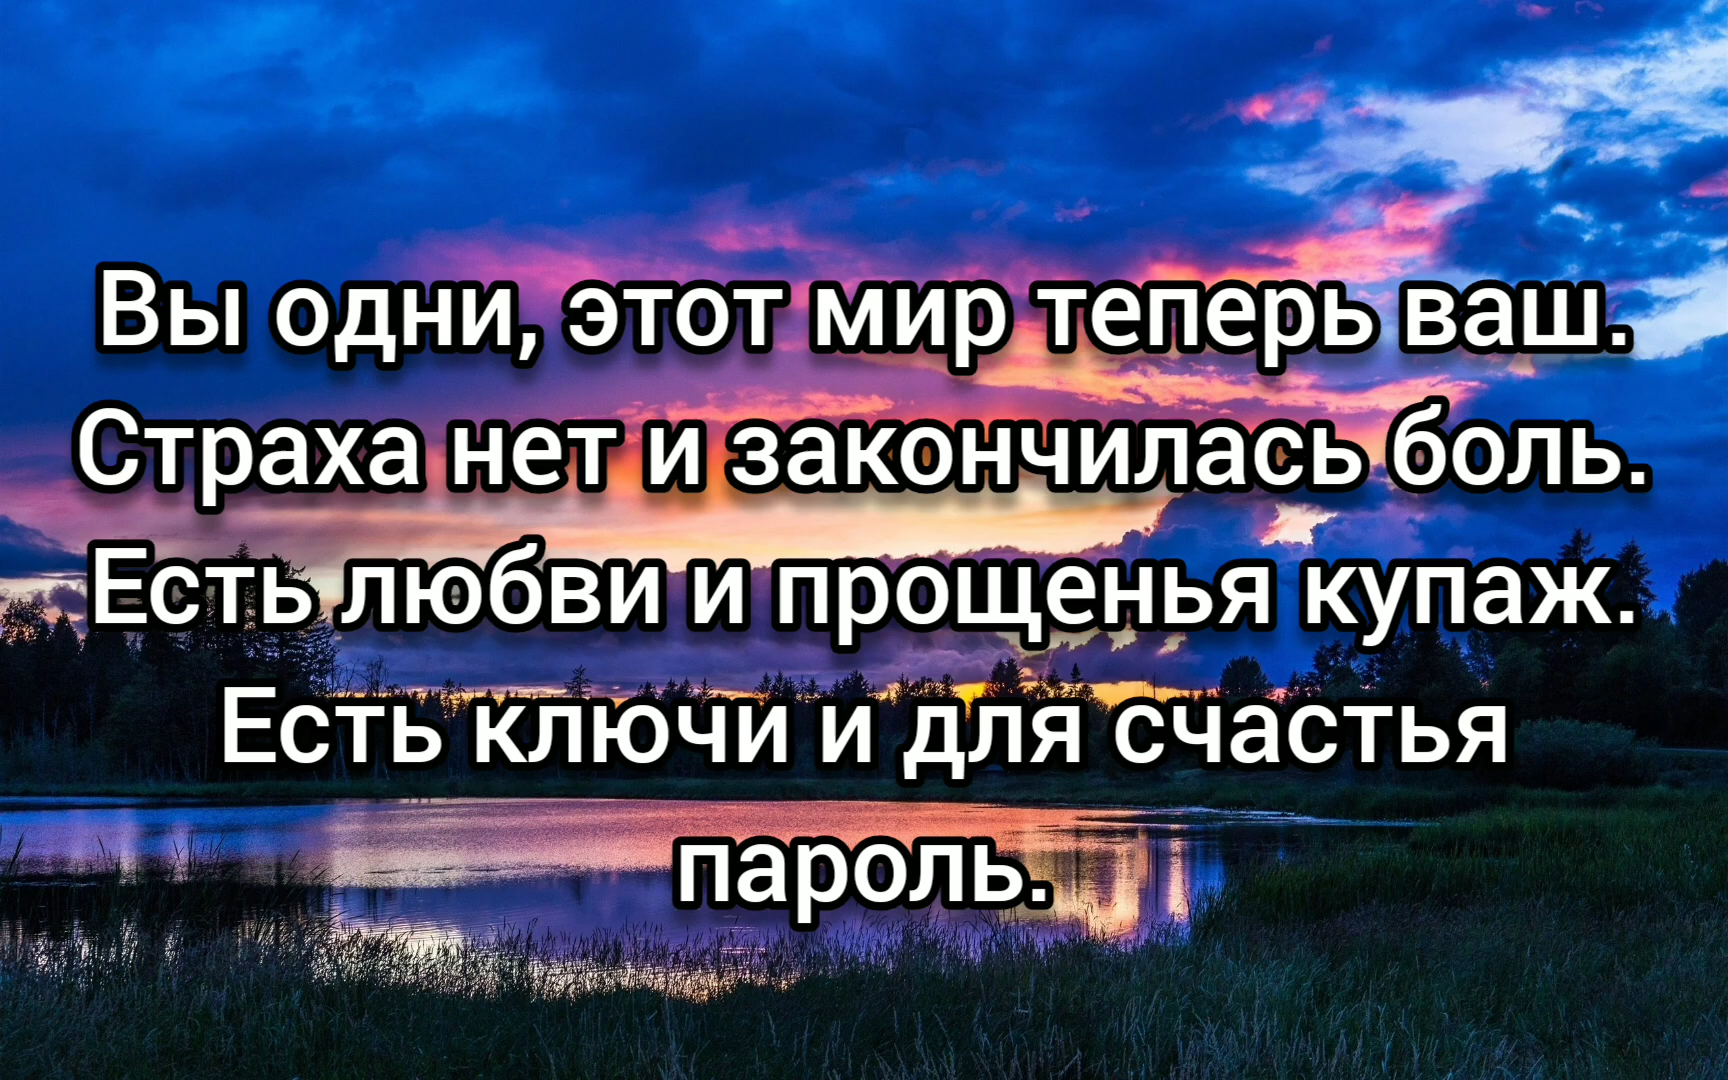 Вы одни, этот мир теперь ваш.
Страха нет и закончилась боль.
Есть любви и прощенья купаж.
Есть ключи и для счастья
пароль.